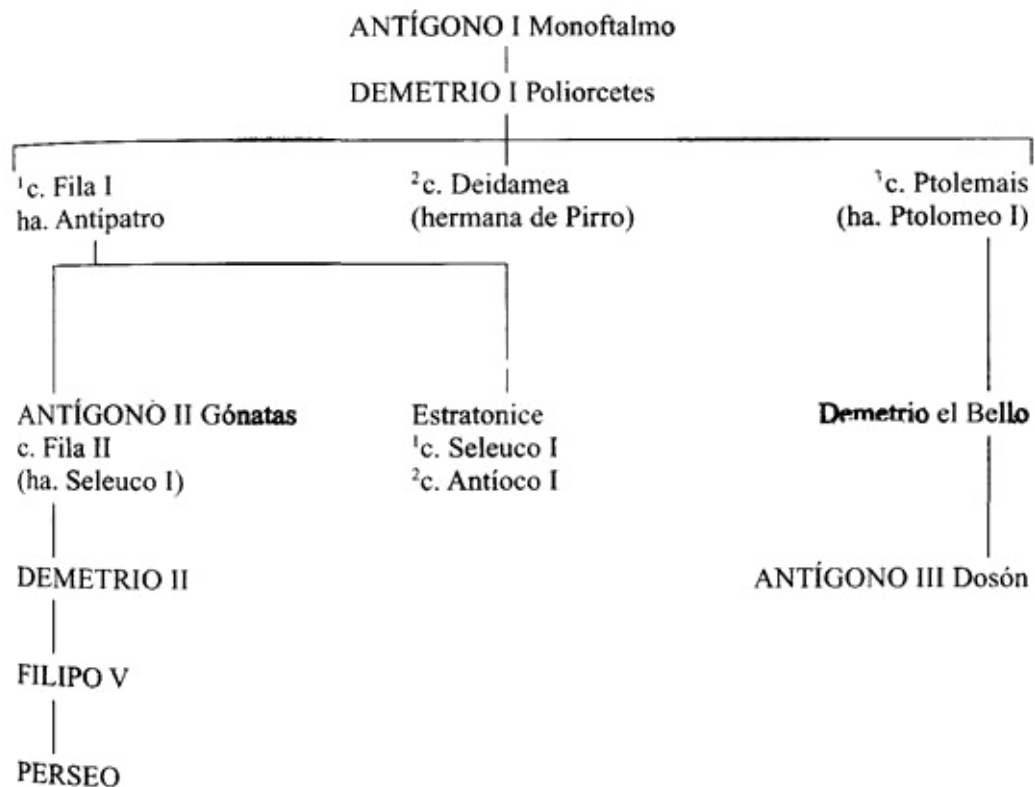 ANTÍGONO I Monoftalmo
DEMETRIO I Poliorcetes
¹c. Fila I
ha. Antipatro
²c. Deidamea
(hermana de Pirro)
³c. Ptolemais
(ha. Ptolomeo I)
ANTÍGONO II Gónatas
c. Fila II
(ha. Seleuco I)
Estratonice
¹c. Seleuco I
²c. Antíoco I
Demetrio el Bello
DEMETRIO II
ANTÍGONO III Dosón
FILIPO V
PERSEO